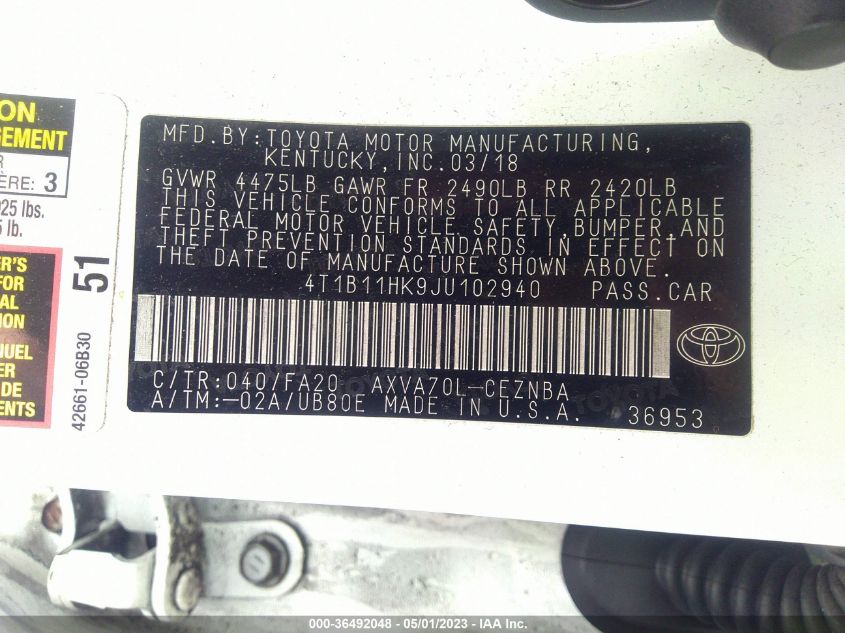 ON
GEMENT
R
ÈRE: 3
025 lbs.
5 lb.
ER'S
FOR
AL
TION
NUEL
ER
DE
ENTS
51
42661-06B30
MFD.BY:TOYOTA MOTOR MANUFACTURING,
KENTUCKY,INC.03/18
GVWR 4475LB GAWR FR 2490LB RR 2420LB
THIS VEHICLE CONFORMS TO ALL APPLICABLE
FEDERAL MOTOR VEHICLE SAFETY,BUMPER,AND
THEFT PREVENTION STANDARDS IN EFFECT ON
THE DATE OF MANUFACTURE SHOWN ABOVE.
4T1B11HK9JU102940 PASS.CAR
C/TR:040/FA20 AXVA70L-CEZNBA
A/TM:-02A/UB80E MADE IN U.S.A. 36953
000-36492048 - 05/01/2023 - IAA Inc.